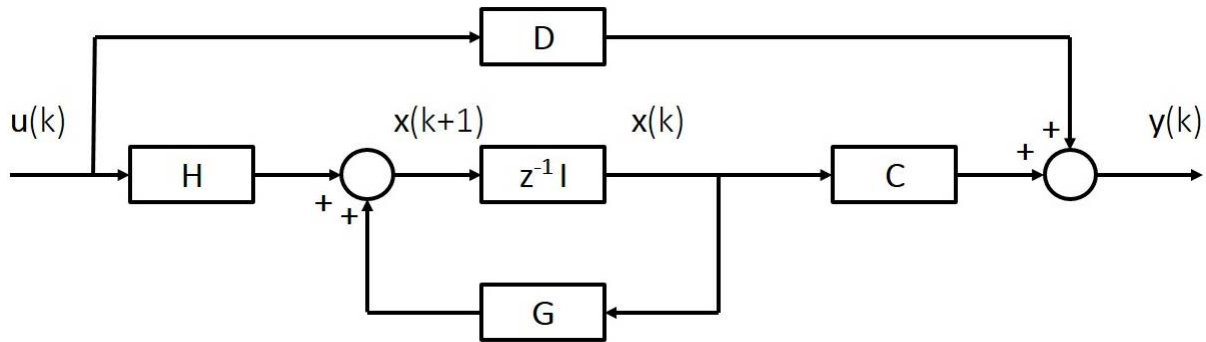 D
u(k)
x(k+1)
x(k)
+
y(k)
H
z⁻¹ I
C
+
+
+
G